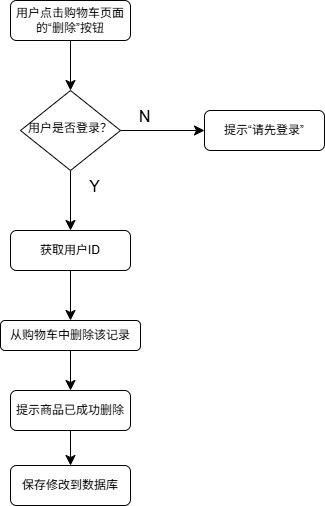 用户点击购物车页面
的“删除”按钮
用户是否登录?
N
提示“请先登录”
Y
获取用户ID
从购物车中删除该记录
提示商品已成功删除
保存修改到数据库